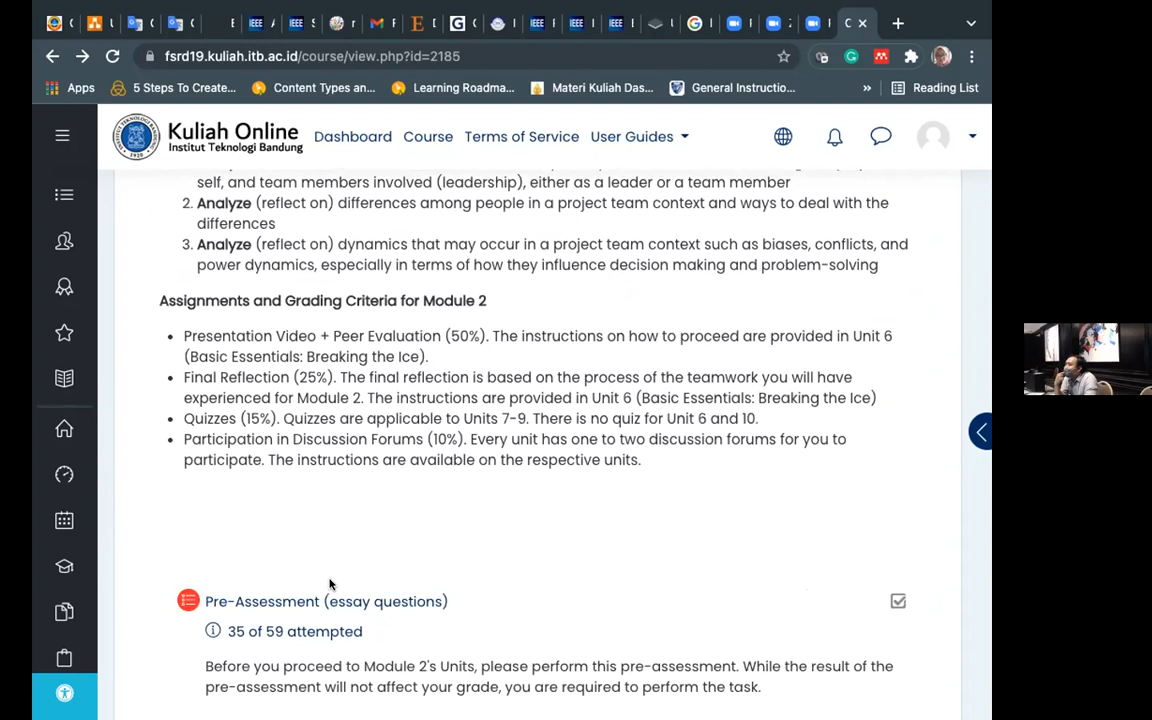 fsrd19.kuliah.itb.ac.id/course/view.php?id=2185
Apps
5 Steps To Create...
Content Types an...
Learning Roadma...
Materi Kuliah Das...
General Instructio...
»
Reading List
Kuliah Online
Institut Teknologi Bandung
Dashboard
Course
Terms of Service
User Guides
self, and team members involved (leadership), either as a leader or a team member
2. Analyze (reflect on) differences among people in a project team context and ways to deal with the
differences
3. Analyze (reflect on) dynamics that may occur in a project team context such as biases, conflicts, and
power dynamics, especially in terms of how they influence decision making and problem-solving
Assignments and Grading Criteria for Module 2
• Presentation Video + Peer Evaluation (50%). The instructions on how to proceed are provided in Unit 6
(Basic Essentials: Breaking the Ice).
• Final Reflection (25%). The final reflection is based on the process of the teamwork you will have
experienced for Module 2. The instructions are provided in Unit 6 (Basic Essentials: Breaking the Ice)
• Quizzes (15%). Quizzes are applicable to Units 7-9. There is no quiz for Unit 6 and 10.
• Participation in Discussion Forums (10%). Every unit has one to two discussion forums for you to
participate. The instructions are available on the respective units.
Pre-Assessment (essay questions)
35 of 59 attempted
Before you proceed to Module 2's Units, please perform this pre-assessment. While the result of the
pre-assessment will not affect your grade, you are required to perform the task.